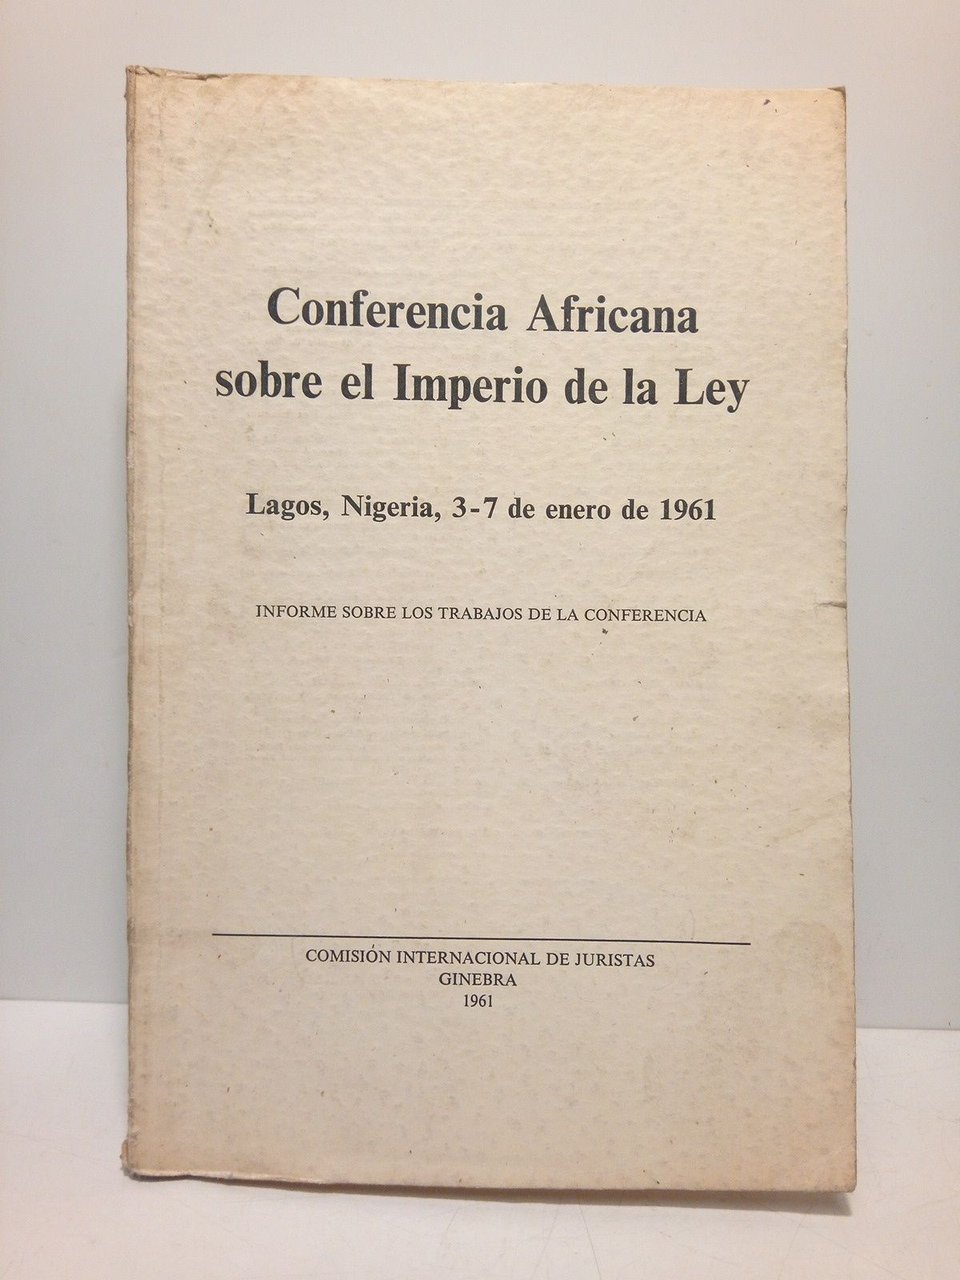 Conferencia Africana
sobre el Imperio de la Ley
Lagos, Nigeria, 3-7 de enero de 1961
INFORME SOBRE LOS TRABAJOS DE LA CONFERENCIA
COMISIÓN INTERNACIONAL DE JURISTAS
GINEBRA
1961